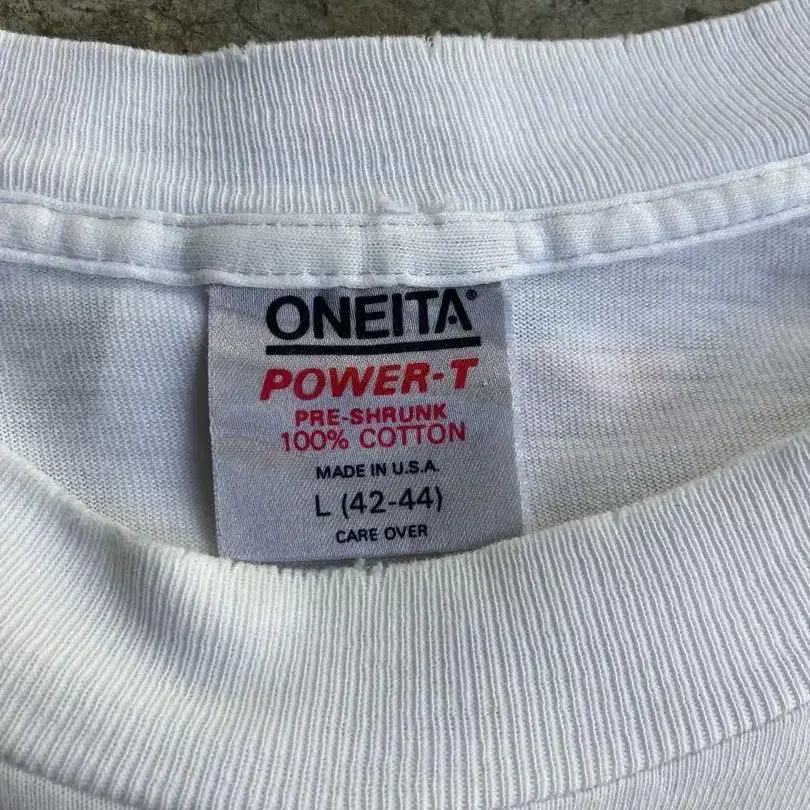 ONEITA®
POWER-T
PRE-SHRUNK
100% COTTON
MADE IN U.S.A.
L (42-44)
CARE OVER